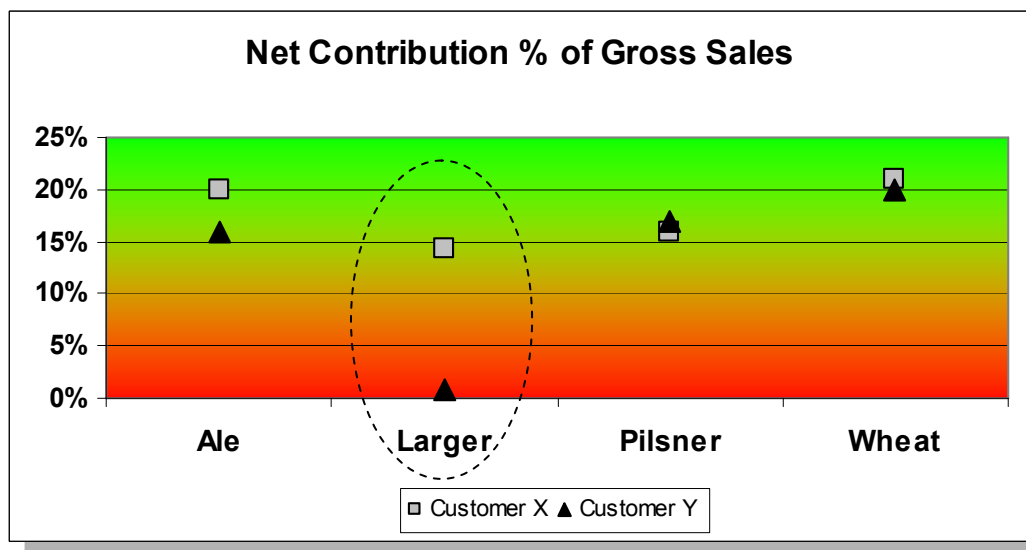 Net Contribution % of Gross Sales
25%
20%
15%
10%
5%
0%
Ale Larger Pilsner Wheat
Customer X Customer Y